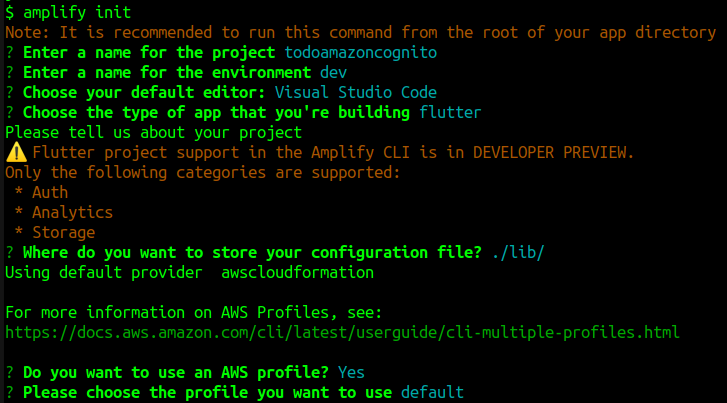 $ amplify init
Note: It is recommended to run this command from the root of your app directory
? Enter a name for the project todoamazoncognito
? Enter a name for the environment dev
? Choose your default editor: Visual Studio Code
? Choose the type of app that you're building flutter
Please tell us about your project
⚠️ Flutter project support in the Amplify CLI is in DEVELOPER PREVIEW.
Only the following categories are supported:
 * Auth
 * Analytics
 * Storage
? Where do you want to store your configuration file? ./lib/
Using default provider  awscloudformation

For more information on AWS Profiles, see:
https://docs.aws.amazon.com/cli/latest/userguide/cli-multiple-profiles.html

? Do you want to use an AWS profile? Yes
? Please choose the profile you want to use default